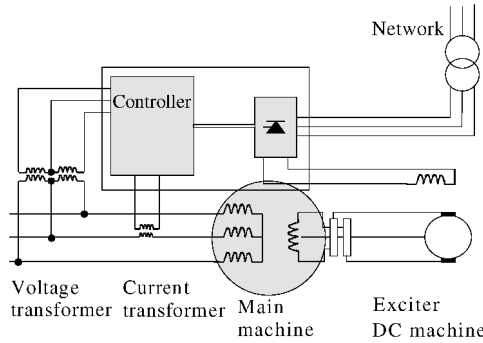 Network
Controller
Voltage
transformer
Current
transformer
Main
machine
Exciter
DC machine